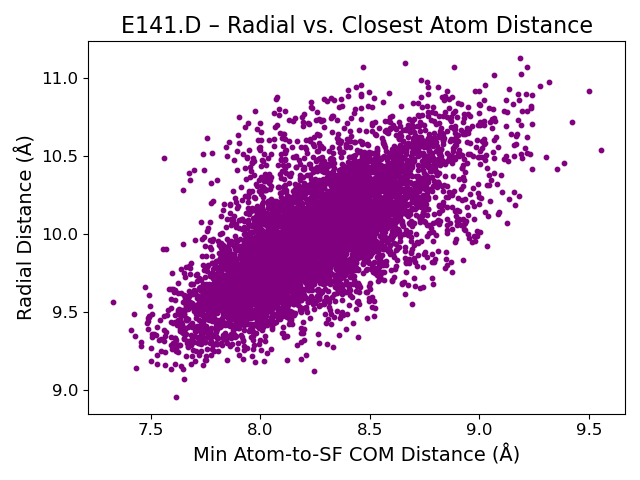 E141.D – Radial vs. Closest Atom Distance
Radial Distance (Å)
11.0
10.5
10.0
9.5
9.0
7.5 8.0 8.5 9.0 9.5
Min Atom-to-SF COM Distance (Å)